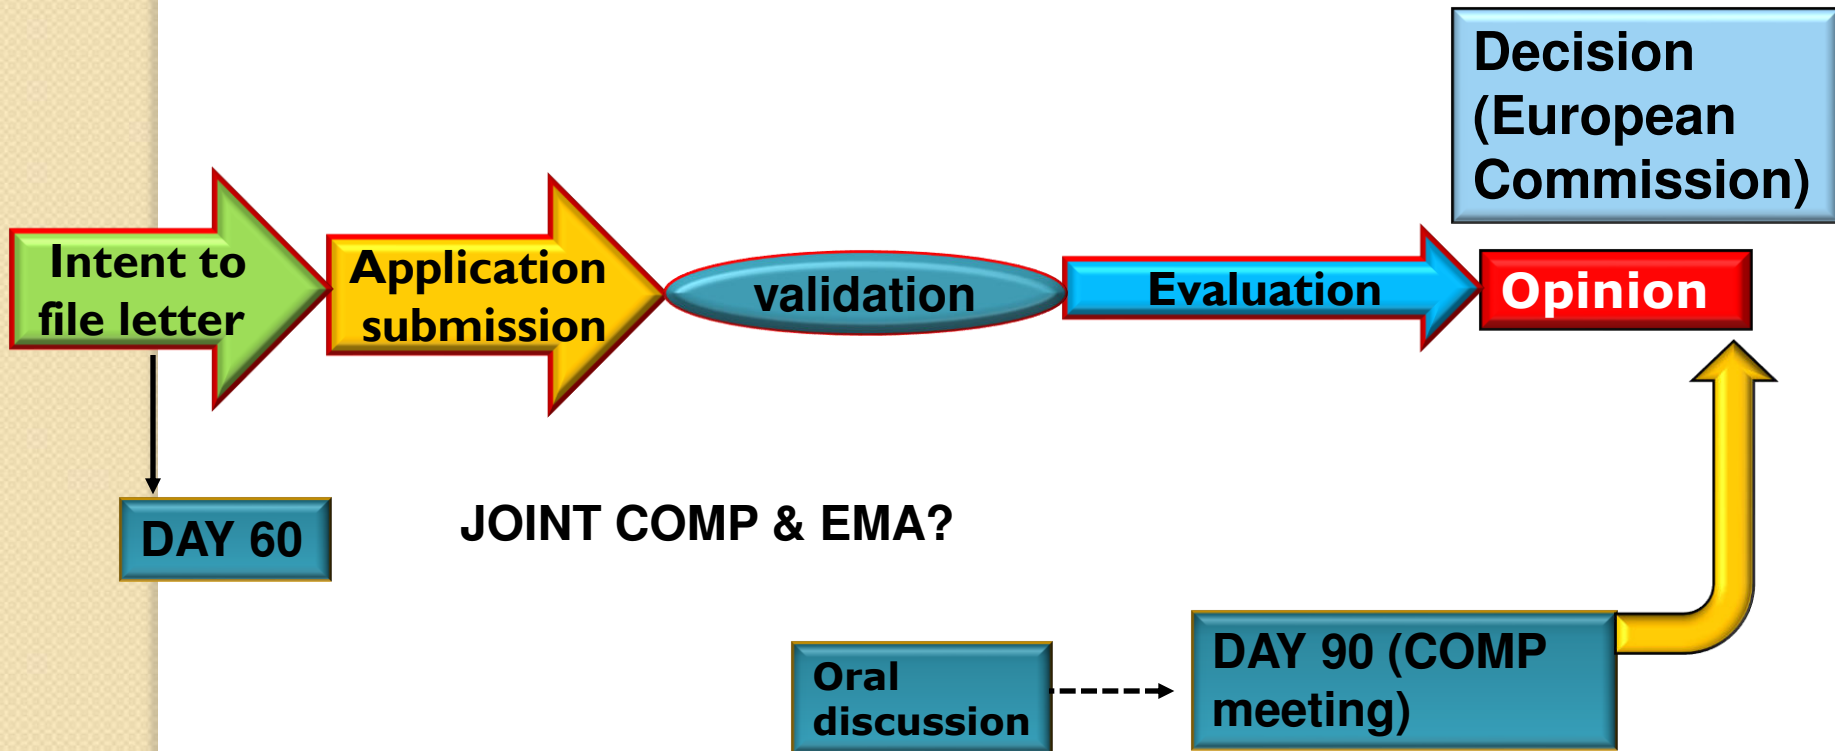 Decision
(European
Commission)
Intent to
file letter
Application
submission
validation
Evaluation
Opinion
DAY 60
JOINT COMP & EMA?
Oral
discussion
DAY 90 (COMP
meeting)